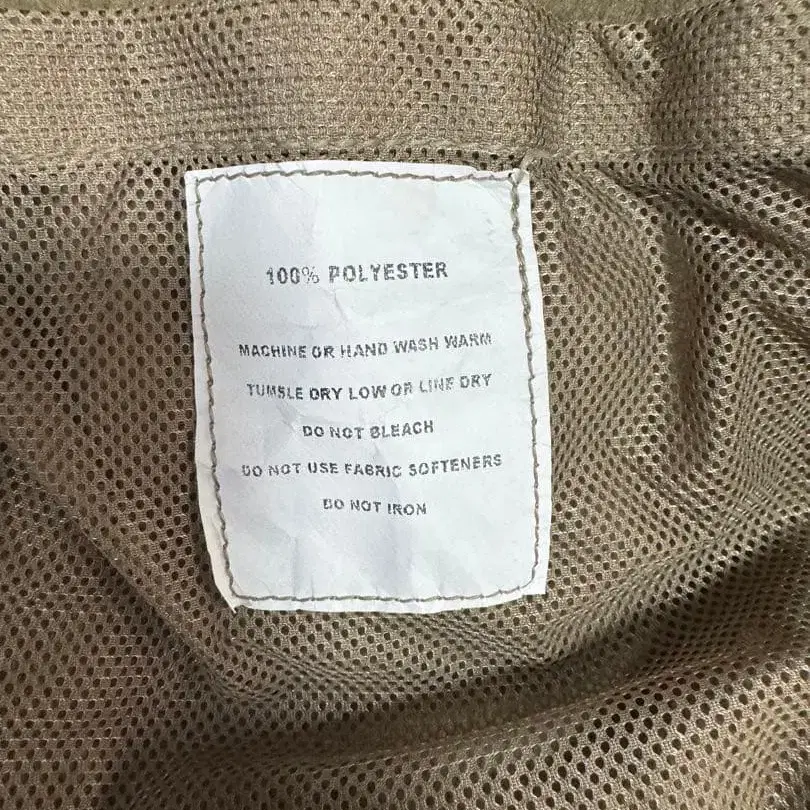 100% POLYESTER
MACHINE OR HAND WASH WARM
TUMBLE DRY LOW OR LINE DRY
DO NOT BLEACH
DO NOT USE FABRIC SOFTENERS
DO NOT IRON